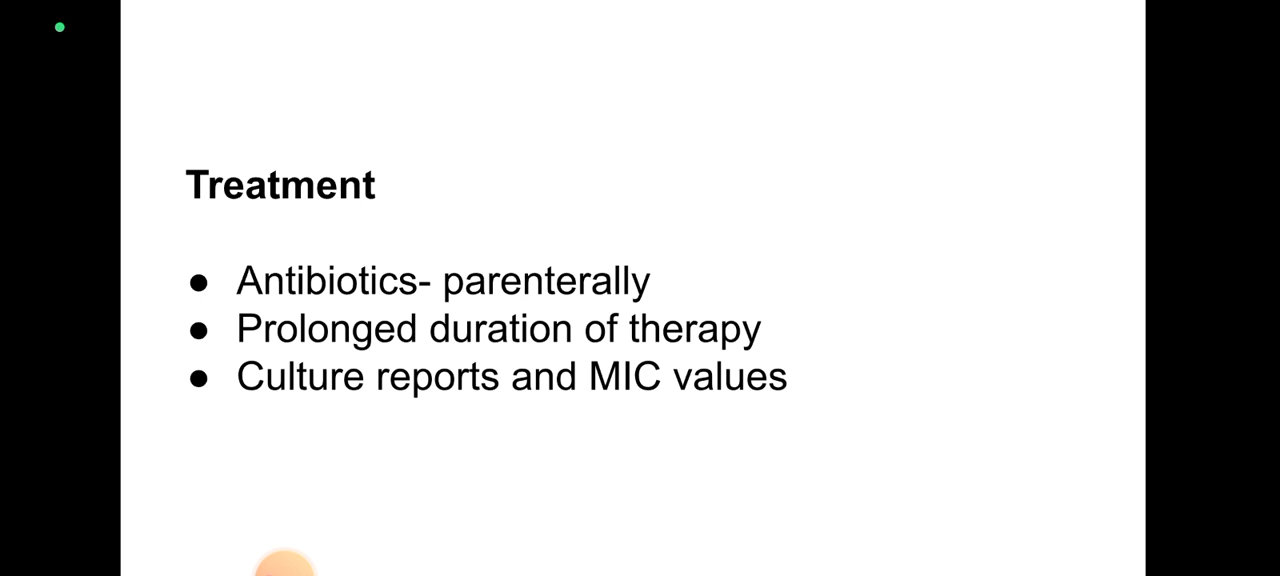 Treatment
● Antibiotics- parenterally
● Prolonged duration of therapy
● Culture reports and MIC values